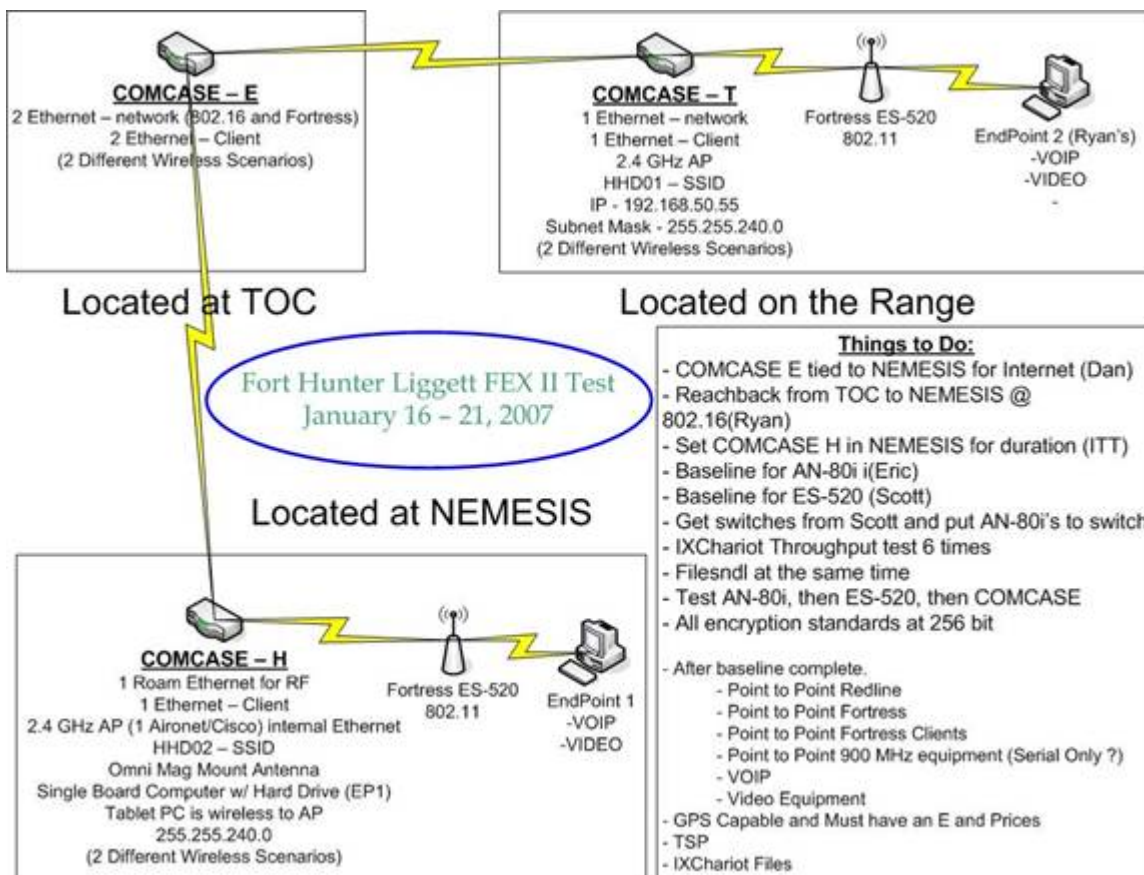 COMCASE – E
2 Ethernet – network (802.16 and Fortress)
2 Ethernet – Client
(2 Different Wireless Scenarios)
Located at TOC
COMCASE – T
1 Ethernet – network
1 Ethernet – Client
2.4 GHz AP
HHD01 – SSID
IP - 192.168.50.55
Subnet Mask - 255.255.240.0
(2 Different Wireless Scenarios)
Fortress ES-520
802.11
EndPoint 2 (Ryan's)
-VOIP
-VIDEO
-
Located on the Range
Fort Hunter Liggett FEX II Test
January 16 – 21, 2007
Located at NEMESIS
COMCASE – H
1 Roam Ethernet for RF
1 Ethernet – Client
2.4 GHz AP (1 Aironet/Cisco) internal Ethernet
HHD02 – SSID
Omni Mag Mount Antenna
Single Board Computer w/ Hard Drive (EP1)
Tablet PC is wireless to AP
255.255.240.0
(2 Different Wireless Scenarios)
Fortress ES-520
802.11
EndPoint 1
-VOIP
-VIDEO
Things to Do:
- COMCASE E tied to NEMESIS for Internet (Dan)
- Reachback from TOC to NEMESIS @
802.16(Ryan)
- Set COMCASE H in NEMESIS for duration (ITT)
- Baseline for AN-80i i(Eric)
- Baseline for ES-520 (Scott)
- Get switches from Scott and put AN-80i's to switch
- IXChariot Throughput test 6 times
- Filesndl at the same time
- Test AN-80i, then ES-520, then COMCASE
- All encryption standards at 256 bit
- After baseline complete.
- Point to Point Redline
- Point to Point Fortress
- Point to Point Fortress Clients
- Point to Point 900 MHz equipment (Serial Only ?)
- VOIP
- Video Equipment
- GPS Capable and Must have an E and Prices
- TSP
- IXChariot Files